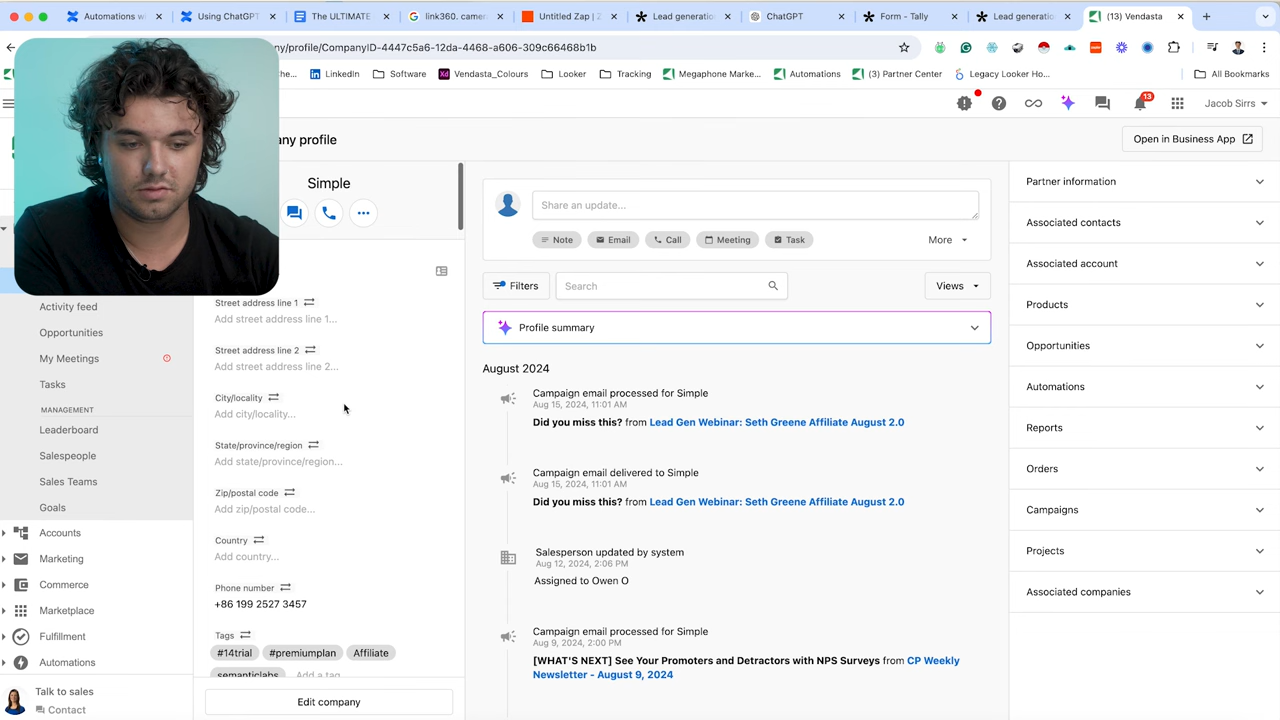 Automations w
Using ChatGPT
The ULTIMATE
link360. camera
Untitled Zap | Z
Lead generatio
ChatGPT
Form - Tally
Lead generatio
(13) Vendasta
ny/profile/CompanyID-4447c5a6-12da-4468-a606-309c66468b1b
che...
LinkedIn
Software
Vendasta_Colours
Looker
Tracking
Megaphone Marke...
Automations
(3) Partner Center
Legacy Looker Ho...
All Bookmarks
13
Jacob Sirrs
any profile
Open in Business App
Simple
Street address line 1
Add street address line 1...
Street address line 2
Add street address line 2...
City/locality
Add city/locality...
State/province/region
Add state/province/region...
Zip/postal code
Add zip/postal code...
Country
Add country...
Phone number
+86 199 2527 3457
Tags
#14trial #premiumplan Affiliate
semanticlabs Add a tag
Edit company
Activity feed
Opportunities
My Meetings
Tasks
MANAGEMENT
Leaderboard
Salespeople
Sales Teams
Goals
Accounts
Marketing
Commerce
Marketplace
Fulfillment
Automations
Talk to sales
Contact
Share an update...
Note Email Call Meeting Task More
Filters Search Views
Profile summary
August 2024
Campaign email processed for Simple
Aug 15, 2024, 11:01 AM
Did you miss this? from Lead Gen Webinar: Seth Greene Affiliate August 2.0
Campaign email delivered to Simple
Aug 15, 2024, 11:01 AM
Did you miss this? from Lead Gen Webinar: Seth Greene Affiliate August 2.0
Salesperson updated by system
Aug 12, 2024, 2:06 PM
Assigned to Owen O
Campaign email processed for Simple
Aug 9, 2024, 2:00 PM
[WHAT'S NEXT] See Your Promoters and Detractors with NPS Surveys from CP Weekly
Newsletter - August 9, 2024
Partner information
Associated contacts
Associated account
Products
Opportunities
Automations
Reports
Orders
Campaigns
Projects
Associated companies